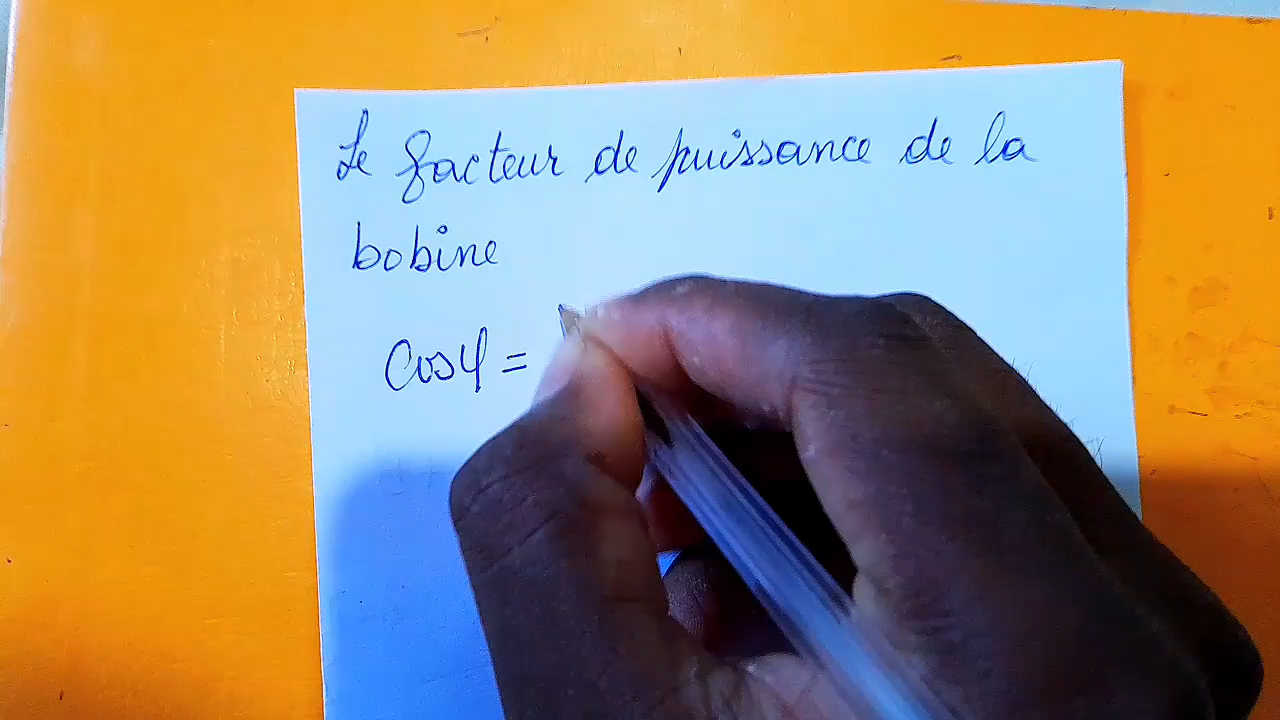 Le facteur de puissance de la
bobine
Cosφ =